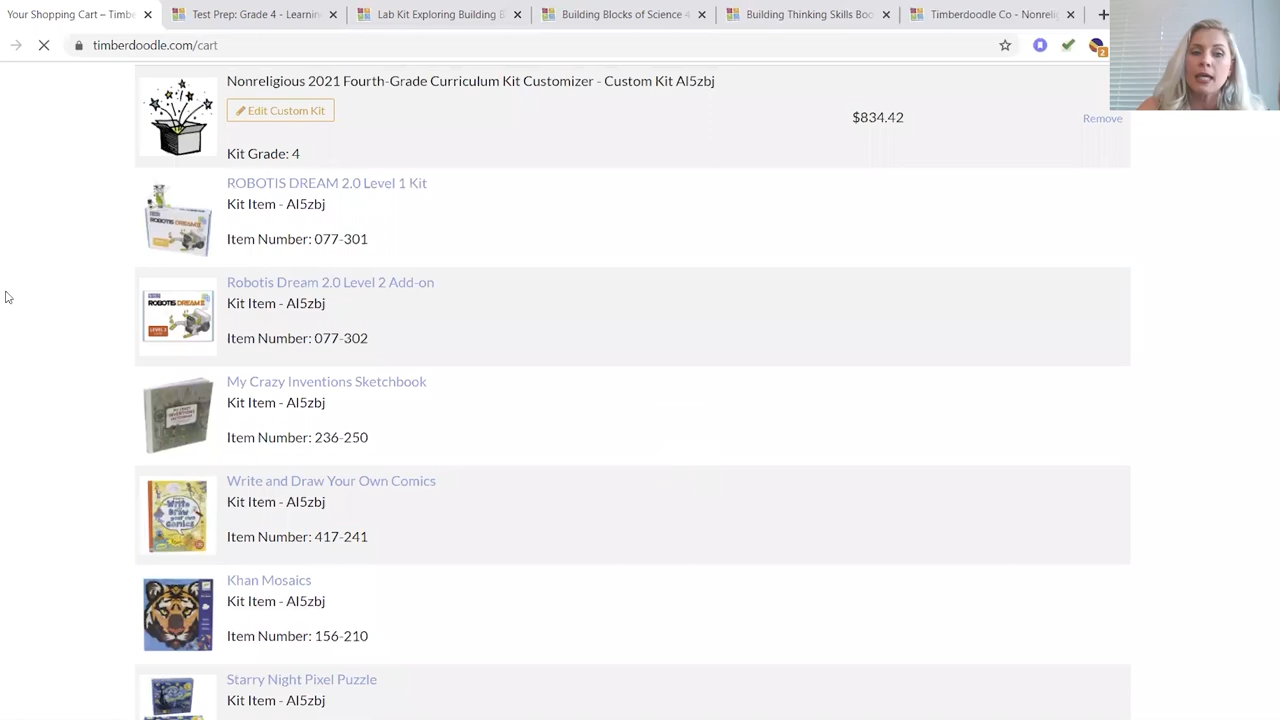 Your Shopping Cart – Timbe
Test Prep: Grade 4 - Learnin
Lab Kit Exploring Building B
Building Blocks of Science 4
Building Thinking Skills Boo
Timberdoodle Co - Nonreli
timberdoodle.com/cart
2
Nonreligious 2021 Fourth-Grade Curriculum Kit Customizer - Custom Kit AI5zbj
Edit Custom Kit
$834.42
Remove
Kit Grade: 4
ROBOTIS DREAM 2.0 Level 1 Kit
Kit Item - AI5zbj
Item Number: 077-301
Robotis Dream 2.0 Level 2 Add-on
Kit Item - AI5zbj
Item Number: 077-302
My Crazy Inventions Sketchbook
Kit Item - AI5zbj
Item Number: 236-250
Write and Draw Your Own Comics
Kit Item - AI5zbj
Item Number: 417-241
Khan Mosaics
Kit Item - AI5zbj
Item Number: 156-210
Starry Night Pixel Puzzle
Kit Item - AI5zbj